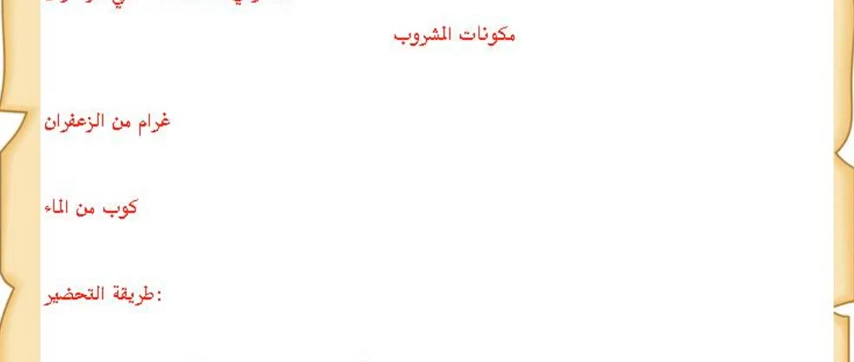 مكونات المشروب
غرام من الزعفران
كوب من الماء
طريقة التحضير: